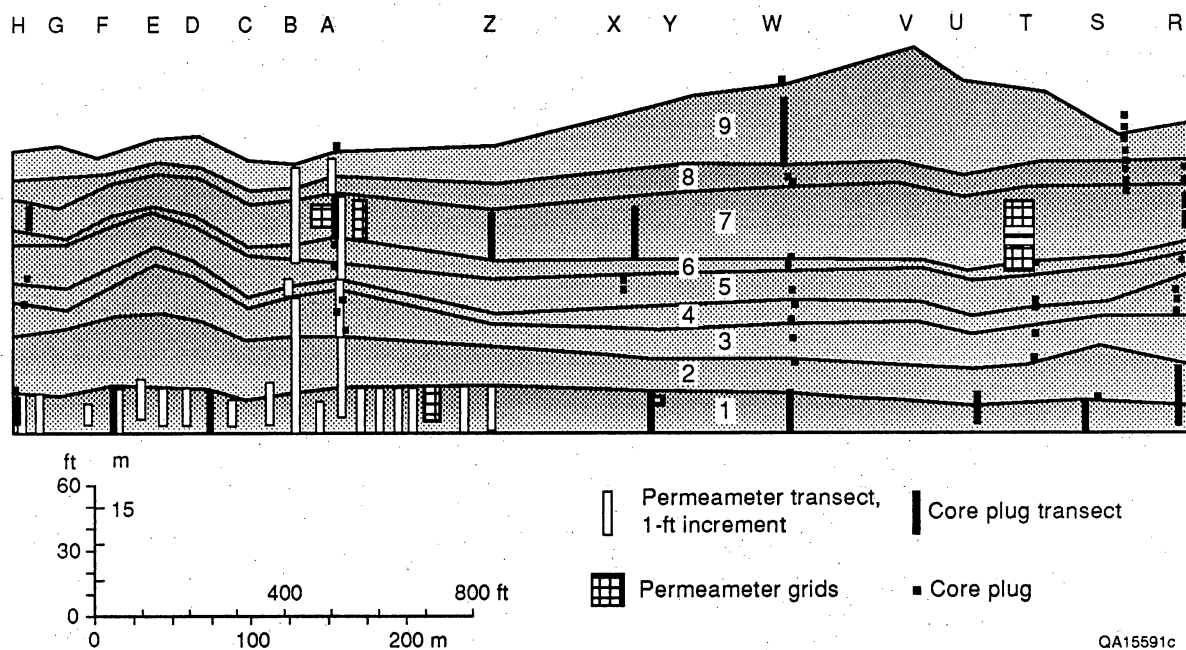 H G F E D C B A Z X Y W V U T S R
9
8
7
6
5
4
3
2
1
ft m
60
15
30
0
400 800 ft
0 100 200 m
Permeameter transect,
1-ft increment
Core plug transect
Permeameter grids
Core plug
QA15591c